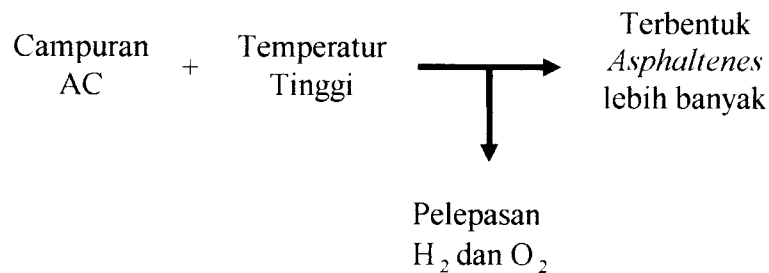 Campuran
AC
+
Temperatur
Tinggi
Terbentuk
Asphaltenes
lebih banyak
Pelepasan
H₂ dan O₂